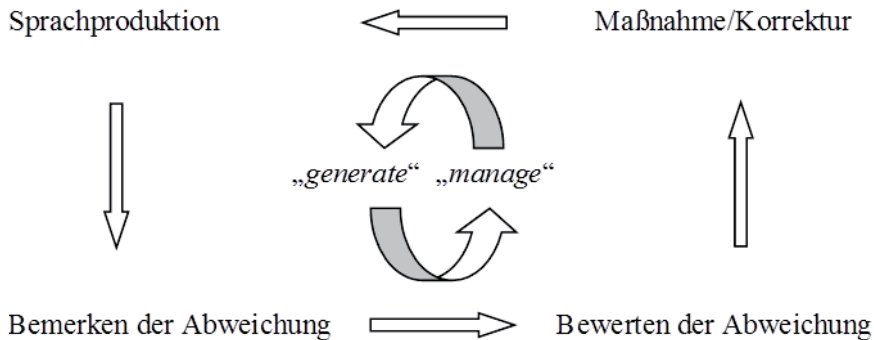 Sprachproduktion Maßnahme/Korrektur
„generate“ „manage“
Bemerken der Abweichung Bewerten der Abweichung